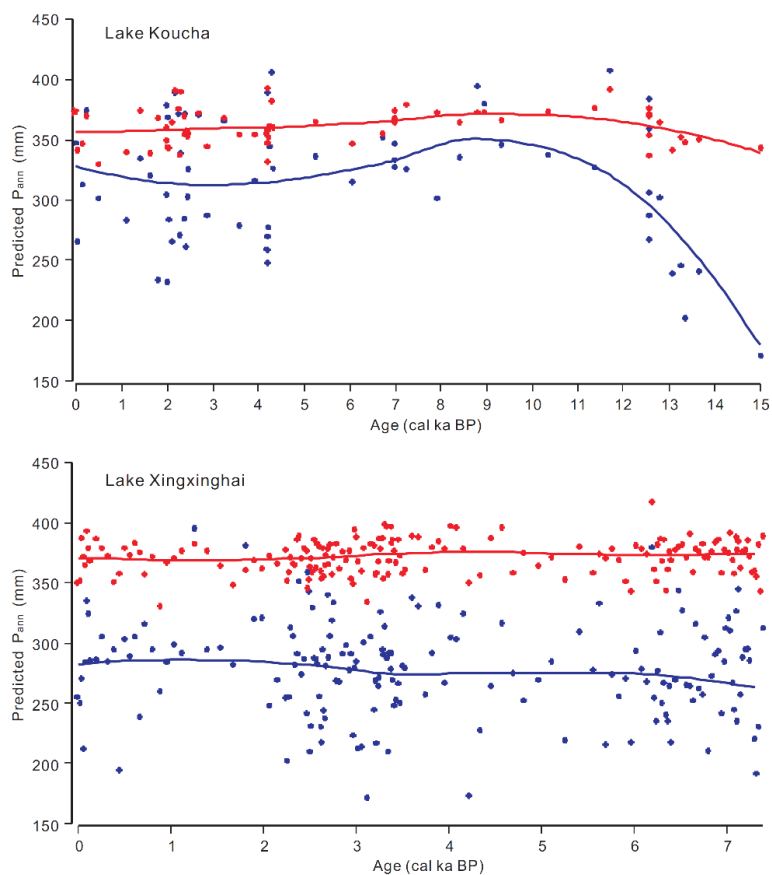 Lake Koucha
Predicted Pann (mm)
450
400
350
300
250
200
150
0 1 2 3 4 5 6 7 8 9 10 11 12 13 14 15
Age (cal ka BP)
Lake Xingxinghai
Predicted Pann (mm)
450
400
350
300
250
200
150
0 1 2 3 4 5 6 7
Age (cal ka BP)